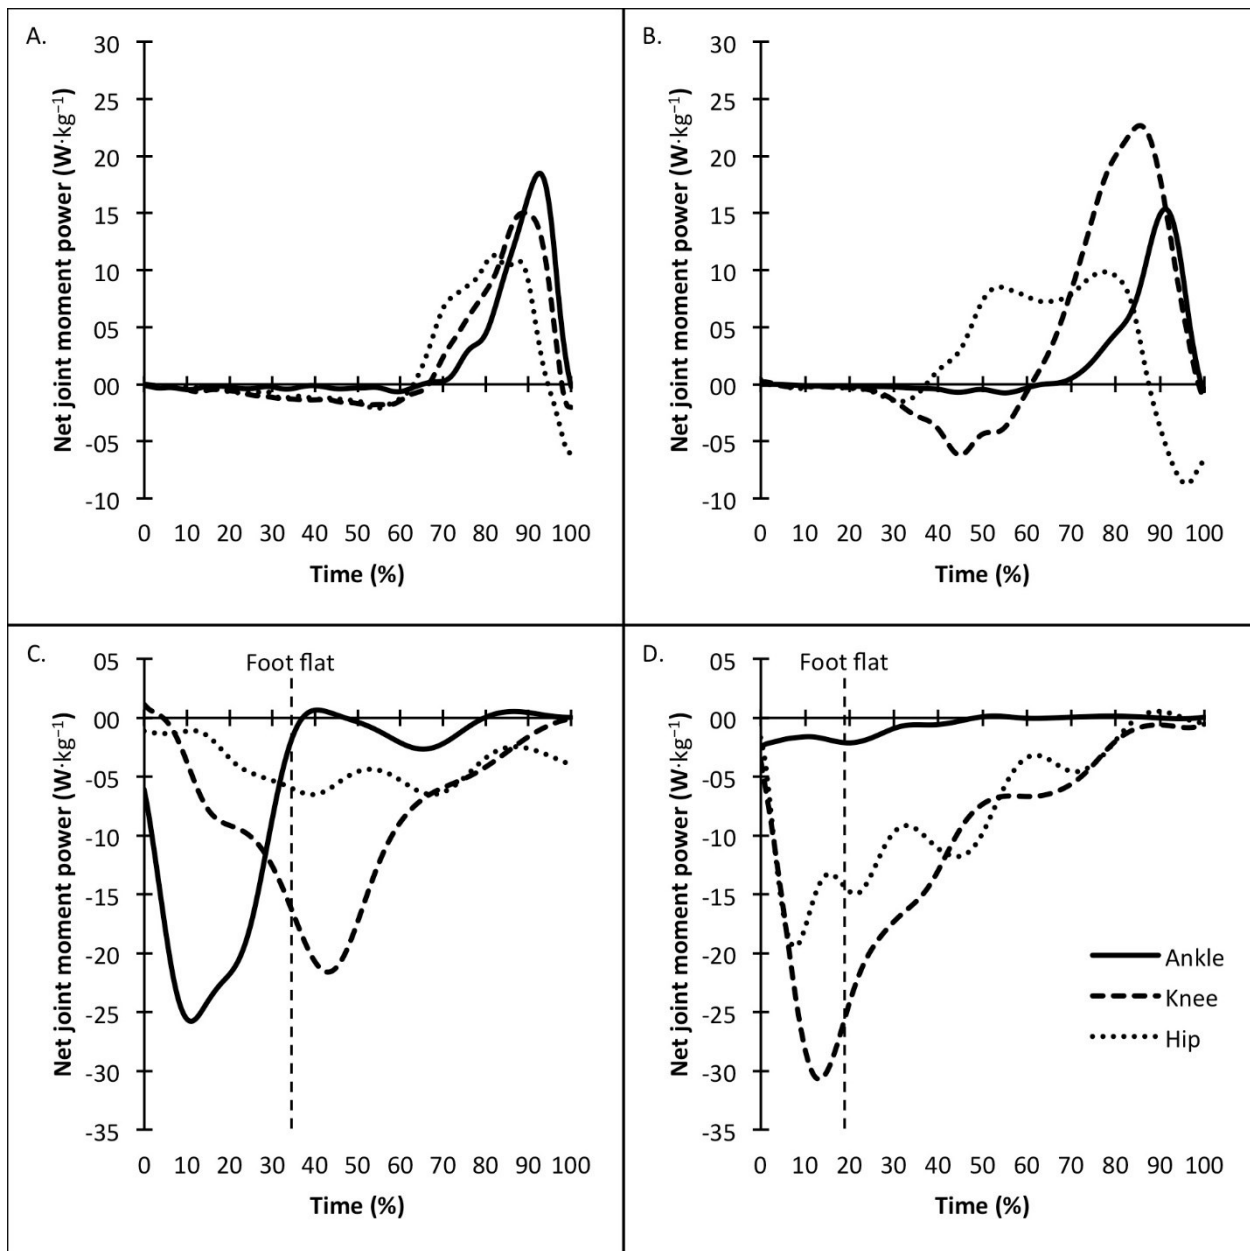 A.
Net joint moment power (W·kg⁻¹)
30
25
20
15
10
05
00
-05
-10
0 10 20 30 40 50 60 70 80 90 100
Time (%)
B.
Net joint moment power (W·kg⁻¹)
30
25
20
15
10
05
00
-05
-10
0 10 20 30 40 50 60 70 80 90 100
Time (%)
C.
Foot flat
Net joint moment power (W·kg⁻¹)
05
00
-05
-10
-15
-20
-25
-30
-35
0 10 20 30 40 50 60 70 80 90 100
Time (%)
D.
Foot flat
Net joint moment power (W·kg⁻¹)
05
00
-05
-10
-15
-20
-25
-30
-35
0 10 20 30 40 50 60 70 80 90 100
Time (%)
Ankle
Knee
Hip